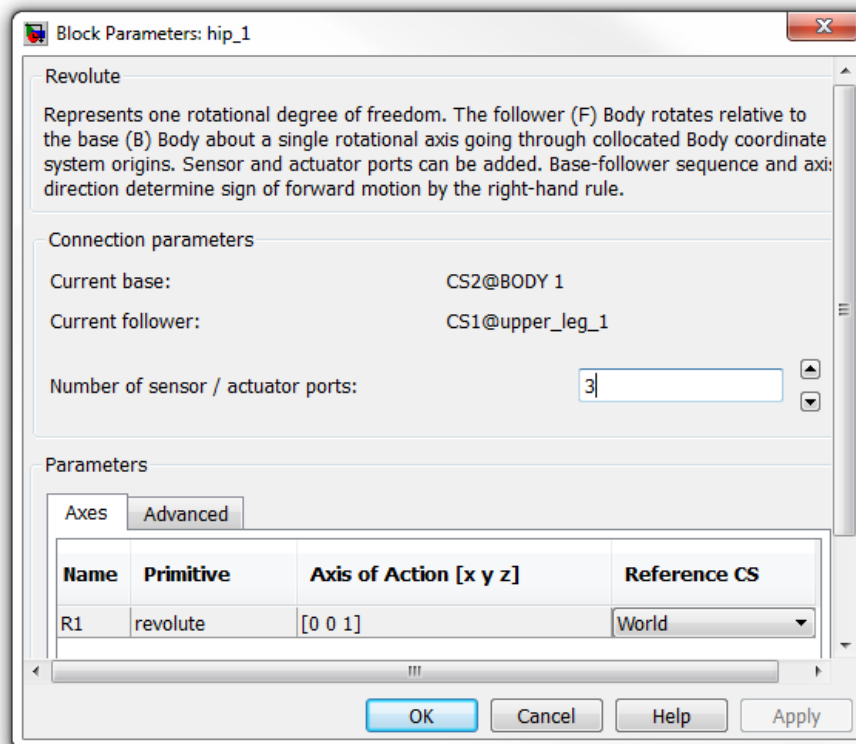 Block Parameters: hip_1
Revolute
Represents one rotational degree of freedom. The follower (F) Body rotates relative to
the base (B) Body about a single rotational axis going through collocated Body coordinate
system origins. Sensor and actuator ports can be added. Base-follower sequence and axis
direction determine sign of forward motion by the right-hand rule.
Connection parameters
Current base: CS2@BODY 1
Current follower: CS1@upper_leg_1
Number of sensor / actuator ports: 3
Parameters
Axes Advanced
Name Primitive Axis of Action [x y z] Reference CS
R1 revolute [0 0 1] World
OK Cancel Help Apply